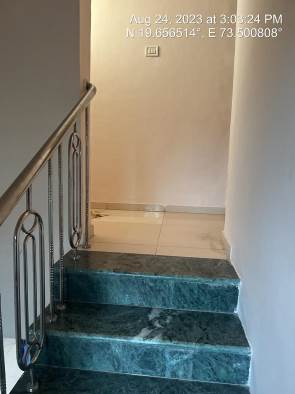 Aug 24, 2023 at 3:03:24 PM
N 19.656514°, E 73.500808°